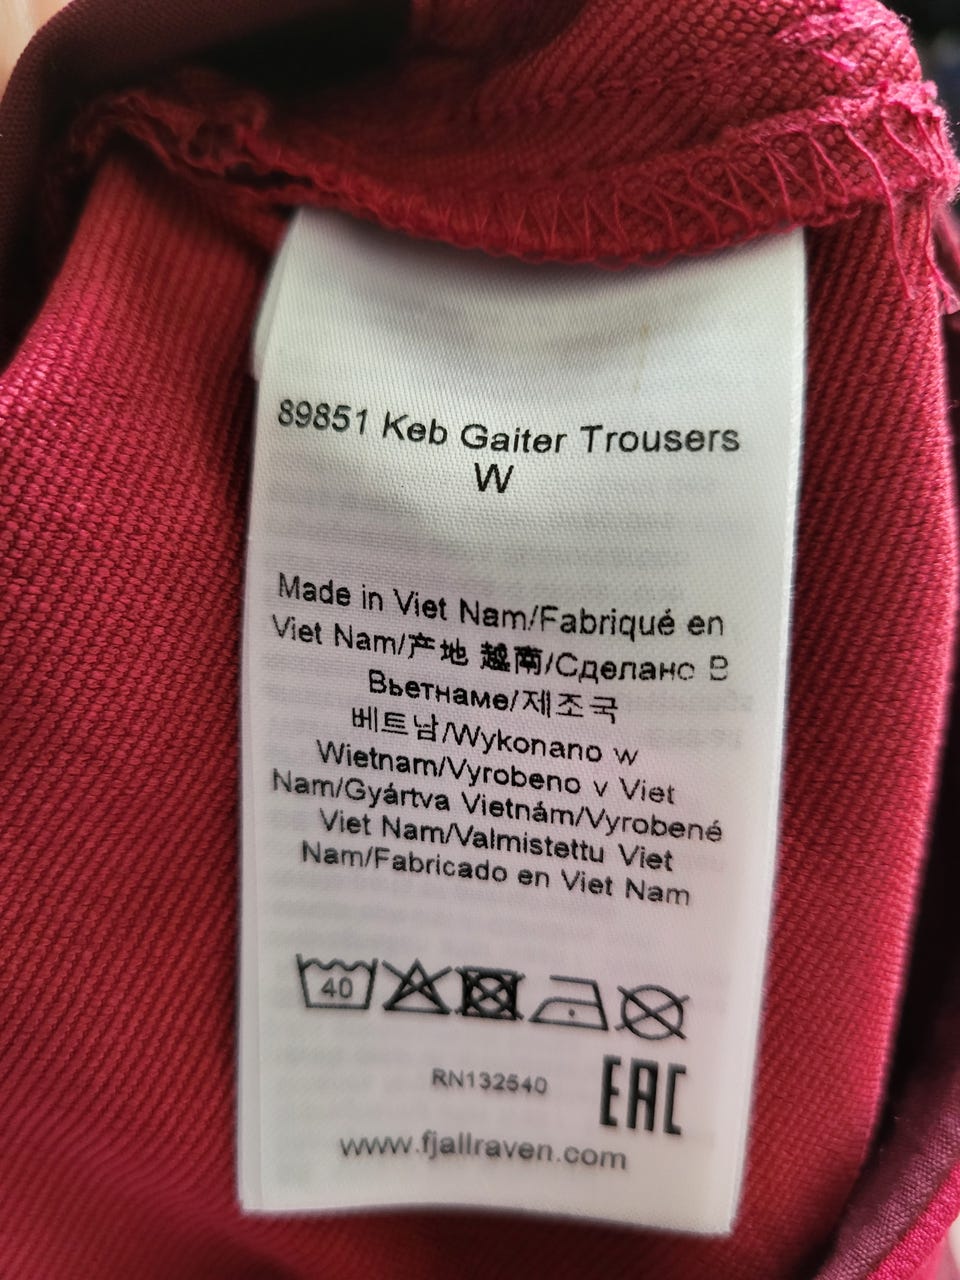 89851 Keb Gaiter Trousers
W
Made in Viet Nam/Fabriqué en
Viet Nam/产地 越南/Сделано В
Вьетнаме/제조국
베트남/Wykonano w
Wietnam/Vyrobeno v Viet
Nam/Gyártva Vietnám/Vyrobené
Viet Nam/Valmistettu Viet
Nam/Fabricado en Viet Nam
40
RN132540
EAC
www.fjallraven.com